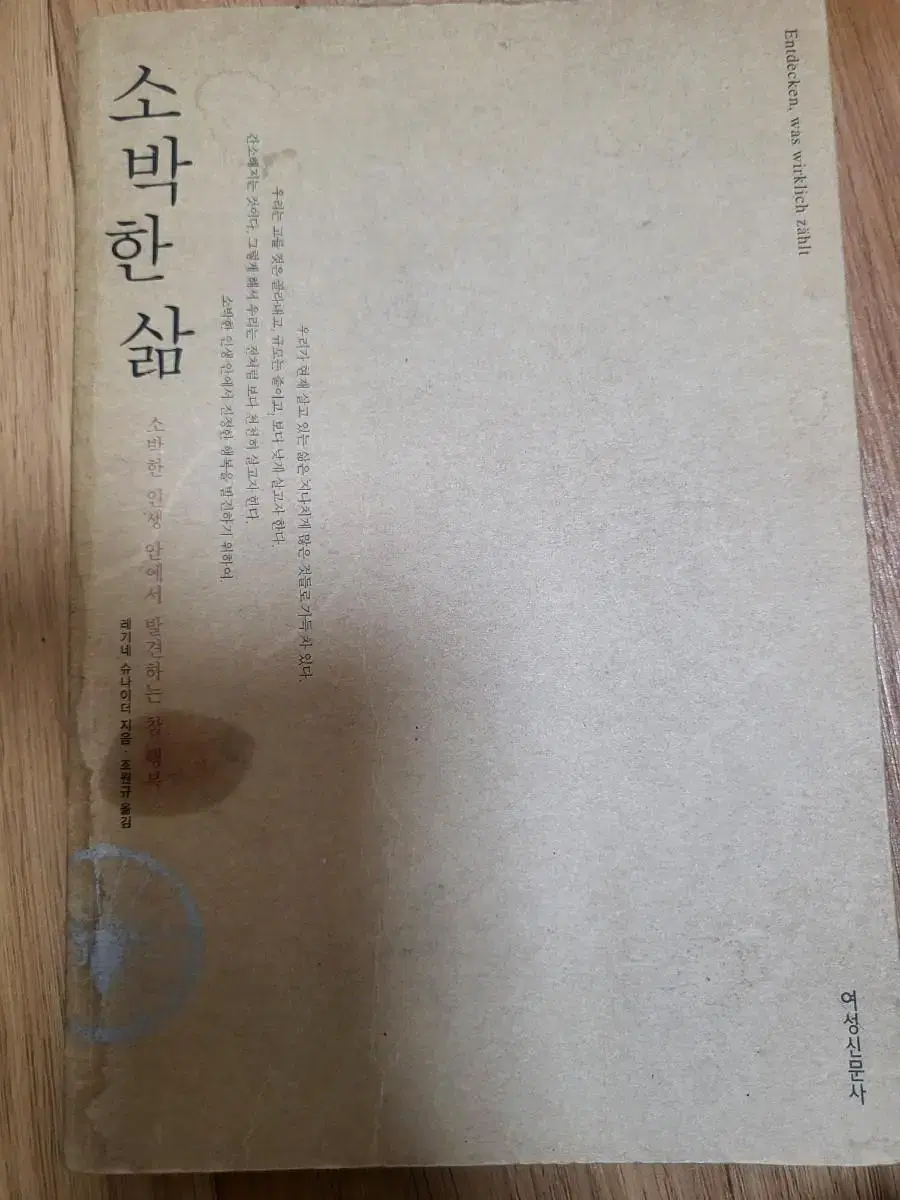 소박한 삶
소박한 인생 안에서 발견하는 참 행복
레기네 슈나이더 지음 · 조원규 옮김
우리가 현재 살고 있는 삶은 지나치게 많은 것들로 가득 차 있다.
우리는 고를 것은 골라내고, 규모는 줄이고, 보다 낫게 살고자 한다.
간소해지는 것이다. 그렇게 해서 우리는 전처럼 보다 천천히 살고자 한다.
소박한 인생 안에서 진정한 행복을 발견하기 위하여.
Entdecken, was wirklich zählt
여성신문사